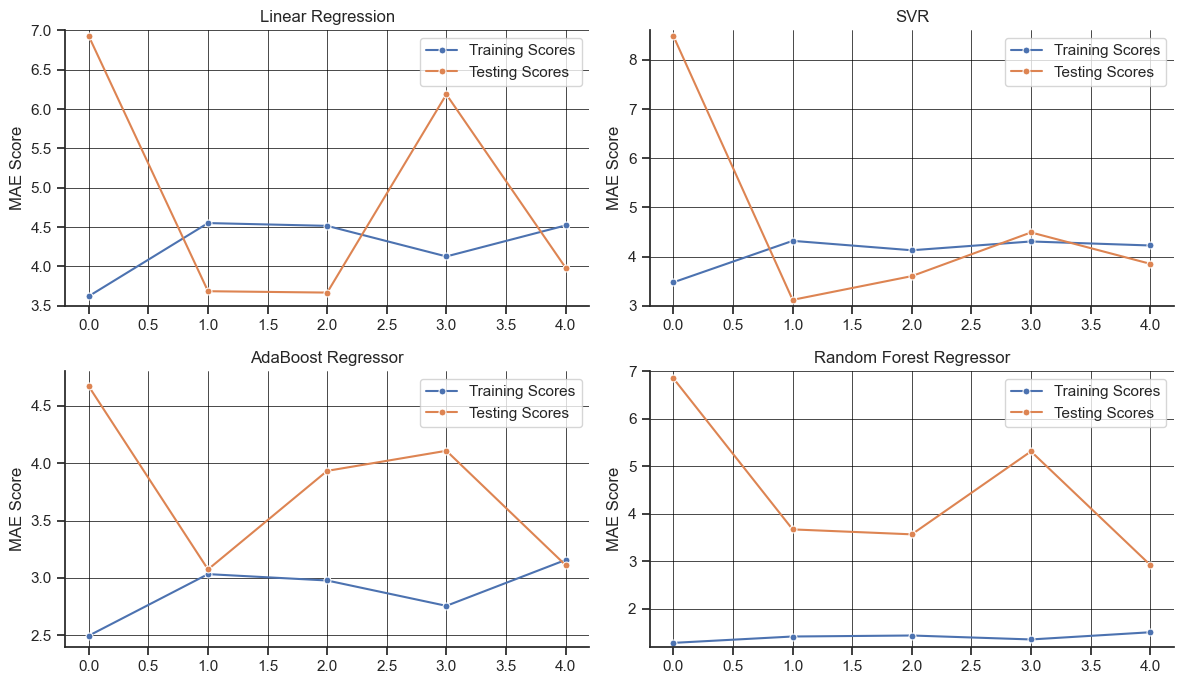 Linear Regression
MAE Score
7.0
6.5
6.0
5.5
5.0
4.5
4.0
3.5
Training Scores
Testing Scores
0.0 0.5 1.0 1.5 2.0 2.5 3.0 3.5 4.0
SVR
MAE Score
8
7
6
5
4
3
Training Scores
Testing Scores
0.0 0.5 1.0 1.5 2.0 2.5 3.0 3.5 4.0
AdaBoost Regressor
MAE Score
4.5
4.0
3.5
3.0
2.5
Training Scores
Testing Scores
0.0 0.5 1.0 1.5 2.0 2.5 3.0 3.5 4.0
Random Forest Regressor
MAE Score
7
6
5
4
3
2
Training Scores
Testing Scores
0.0 0.5 1.0 1.5 2.0 2.5 3.0 3.5 4.0